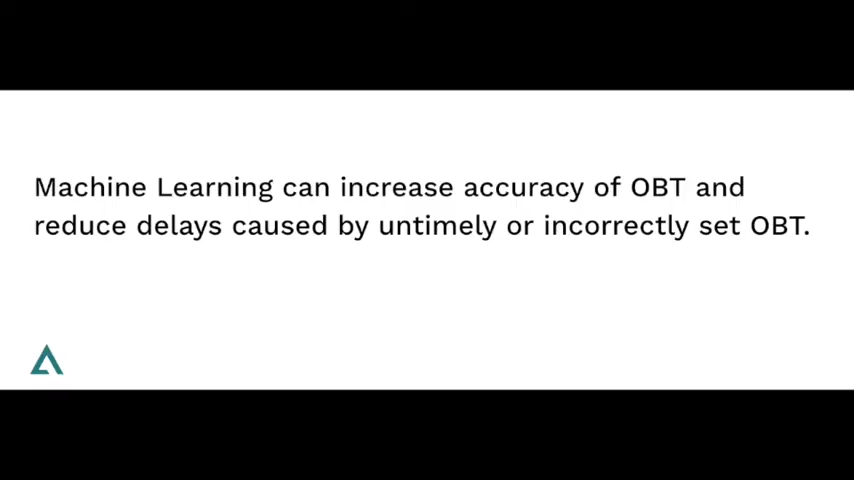 Machine Learning can increase accuracy of OBT and
reduce delays caused by untimely or incorrectly set OBT.